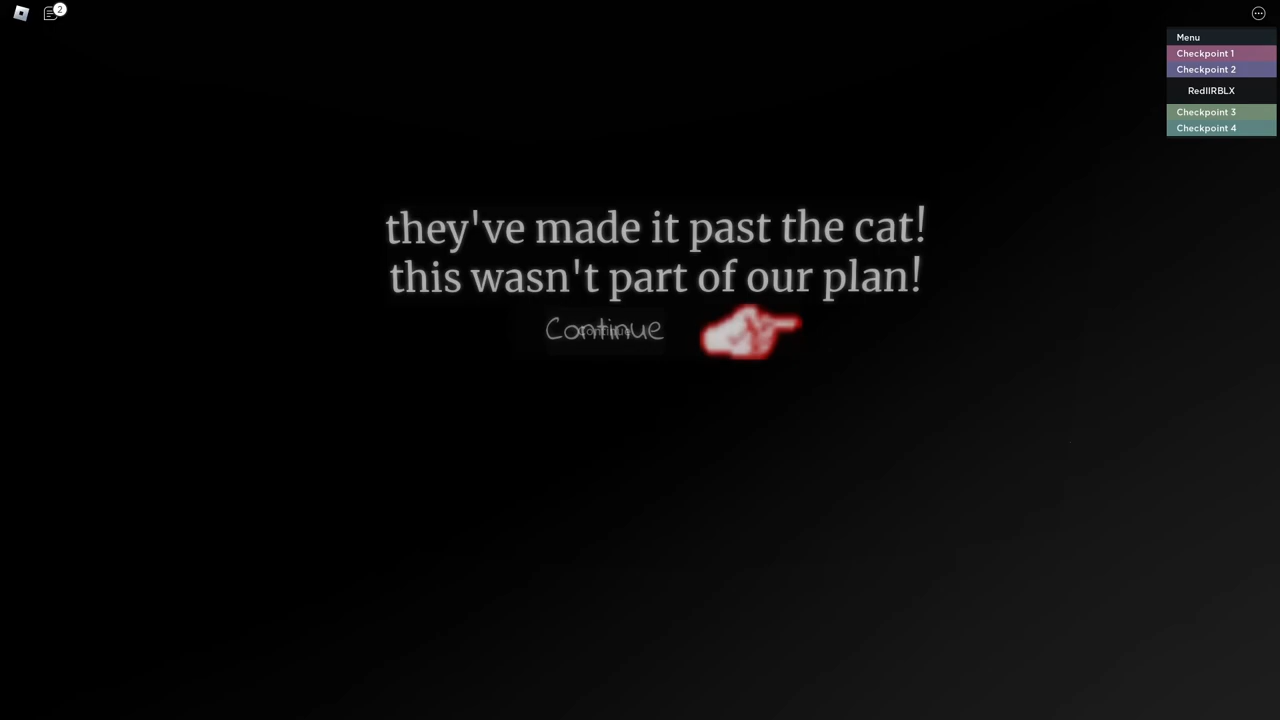 2
Menu
Checkpoint 1
Checkpoint 2
RedIIRBLX
Checkpoint 3
Checkpoint 4
they've made it past the cat!
this wasn't part of our plan!
Continue